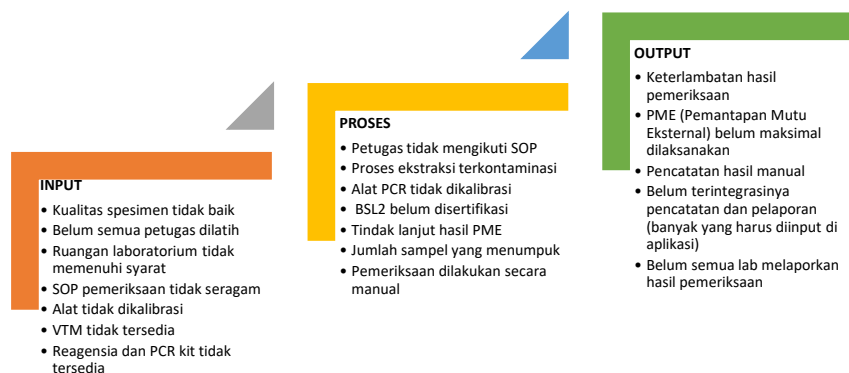 INPUT
• Kualitas spesimen tidak baik
• Belum semua petugas dilatih
• Ruangan laboratorium tidak
memenuhi syarat
• SOP pemeriksaan tidak seragam
• Alat tidak dikalibrasi
• VTM tidak tersedia
• Reagensia dan PCR kit tidak
tersedia
PROSES
• Petugas tidak mengikuti SOP
• Proses ekstraksi terkontaminasi
• Alat PCR tidak dikalibrasi
• BSL2 belum disertifikasi
• Tindak lanjut hasil PME
• Jumlah sampel yang menumpuk
• Pemeriksaan dilakukan secara
manual
OUTPUT
• Keterlambatan hasil
pemeriksaan
• PME (Pemantapan Mutu
Eksternal) belum maksimal
dilaksanakan
• Pencatatan hasil manual
• Belum terintegrasinya
pencatatan dan pelaporan
(banyak yang harus diinput di
aplikasi)
• Belum semua lab melaporkan
hasil pemeriksaan